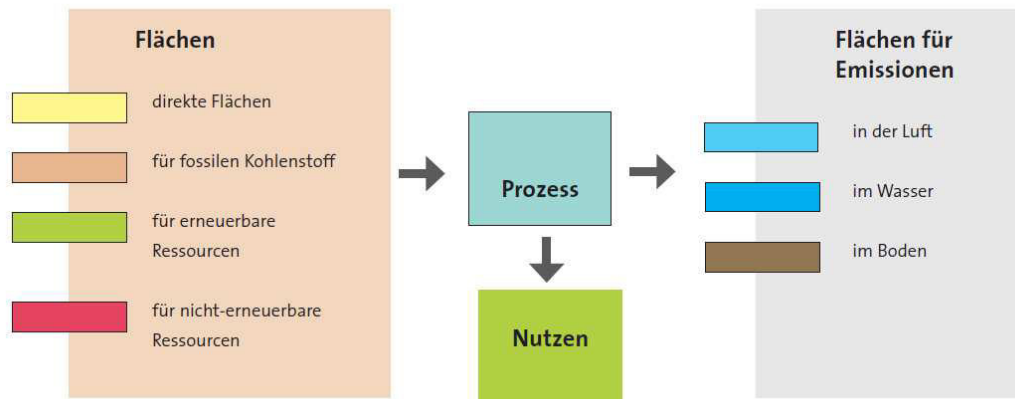 Flächen
direkte Flächen
für fossilen Kohlenstoff
für erneuerbare
Ressourcen
für nicht-erneuerbare
Ressourcen
Prozess
Nutzen
Flächen für
Emissionen
in der Luft
im Wasser
im Boden